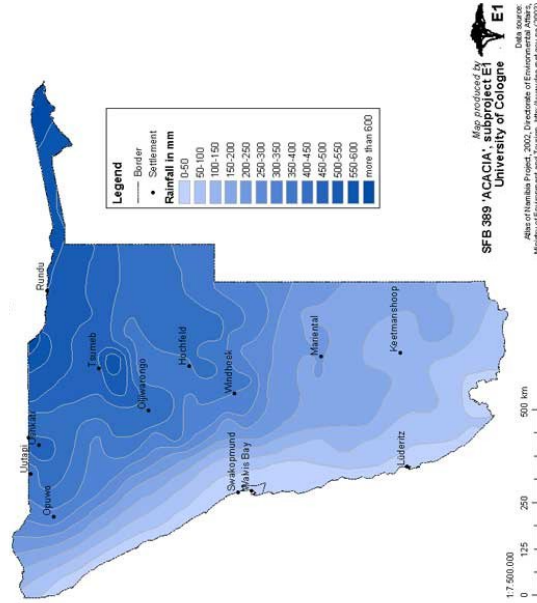 Rundu
Uutapi
Opuwo
Tsumeb
Otjiwarongo
Hochfeld
Windhoek
Swakopmund
Walvis Bay
Mariental
Keetmanshoop
Lüderitz
Legend
Border
Settlement
Rainfall in mm
0-50
50-100
100-150
150-200
200-250
250-300
300-350
350-400
400-450
450-500
500-550
550-600
more than 600
1:7.500.000
0 125 250 500 km
Map produced by
SFB 389 'ACACIA', subproject E1
University of Cologne
E1
Data source:
Atlas of Namibia Project, 2002, Directorate of Environmental Affairs,